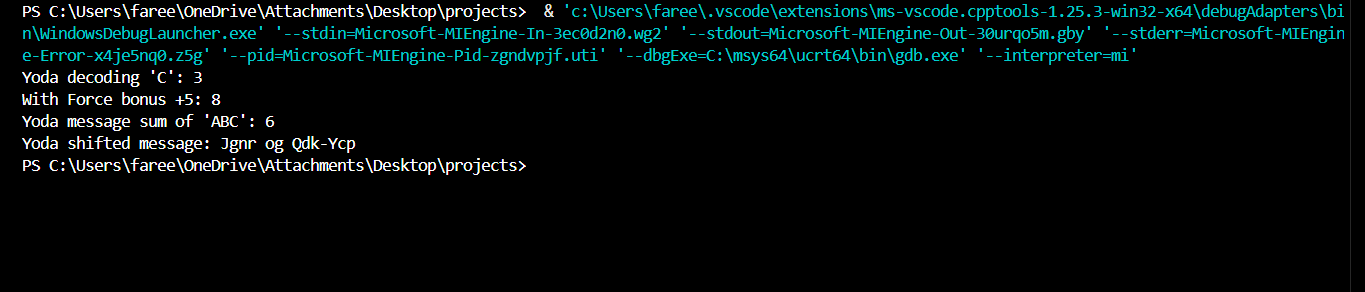 PS C:\Users\faree\OneDrive\Attachments\Desktop\projects>  & 'c:\Users\faree\.vscode\extensions\ms-vscode.cpptools-1.25.3-win32-x64\debugAdapters\bi
n\WindowsDebugLauncher.exe' '--stdin=Microsoft-MIEngine-In-3ec0d2n0.wg2' '--stdout=Microsoft-MIEngine-Out-30urqo5m.gby' '--stderr=Microsoft-MIEngin
e-Error-x4je5nq0.z5g' '--pid=Microsoft-MIEngine-Pid-zgndvpjf.uti' '--dbgExe=C:\msys64\ucrt64\bin\gdb.exe' '--interpreter=mi'
Yoda decoding 'C': 3
With Force bonus +5: 8
Yoda message sum of 'ABC': 6
Yoda shifted message: Jgnr og Qdk-Ycp
PS C:\Users\faree\OneDrive\Attachments\Desktop\projects>